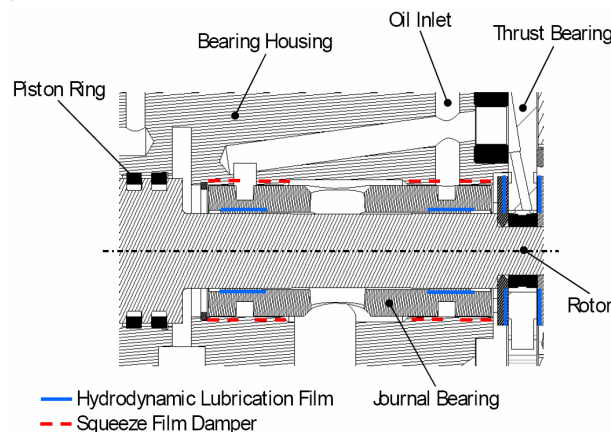 Oil Inlet
Thrust Bearing
Bearing Housing
Piston Ring
Rotor
Hydrodynamic Lubrication Film
Journal Bearing
Squeeze Film Damper